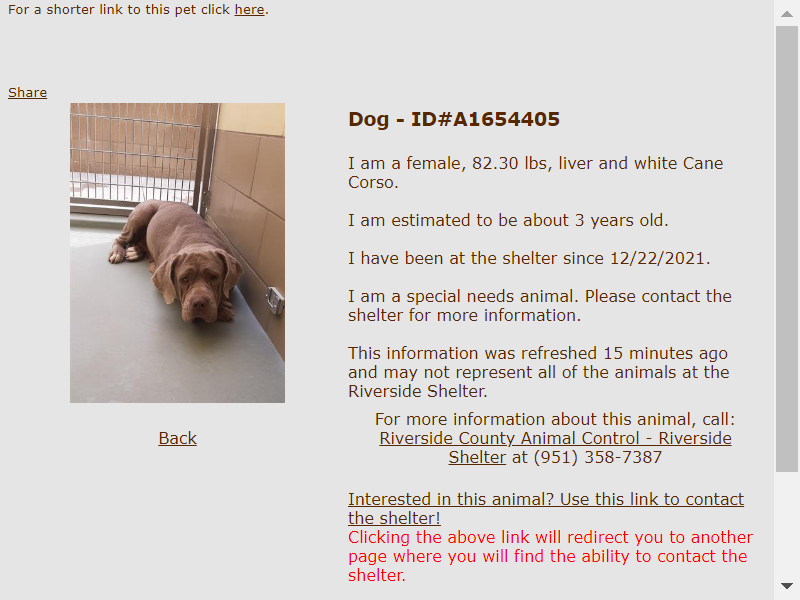 For a shorter link to this pet click here.
Share
Dog - ID#A1654405
I am a female, 82.30 lbs, liver and white Cane
Corso.
I am estimated to be about 3 years old.
I have been at the shelter since 12/22/2021.
I am a special needs animal. Please contact the
shelter for more information.
This information was refreshed 15 minutes ago
and may not represent all of the animals at the
Riverside Shelter.
For more information about this animal, call:
Riverside County Animal Control - Riverside
Shelter at (951) 358-7387
Back
Interested in this animal? Use this link to contact
the shelter!
Clicking the above link will redirect you to another
page where you will find the ability to contact the
shelter.